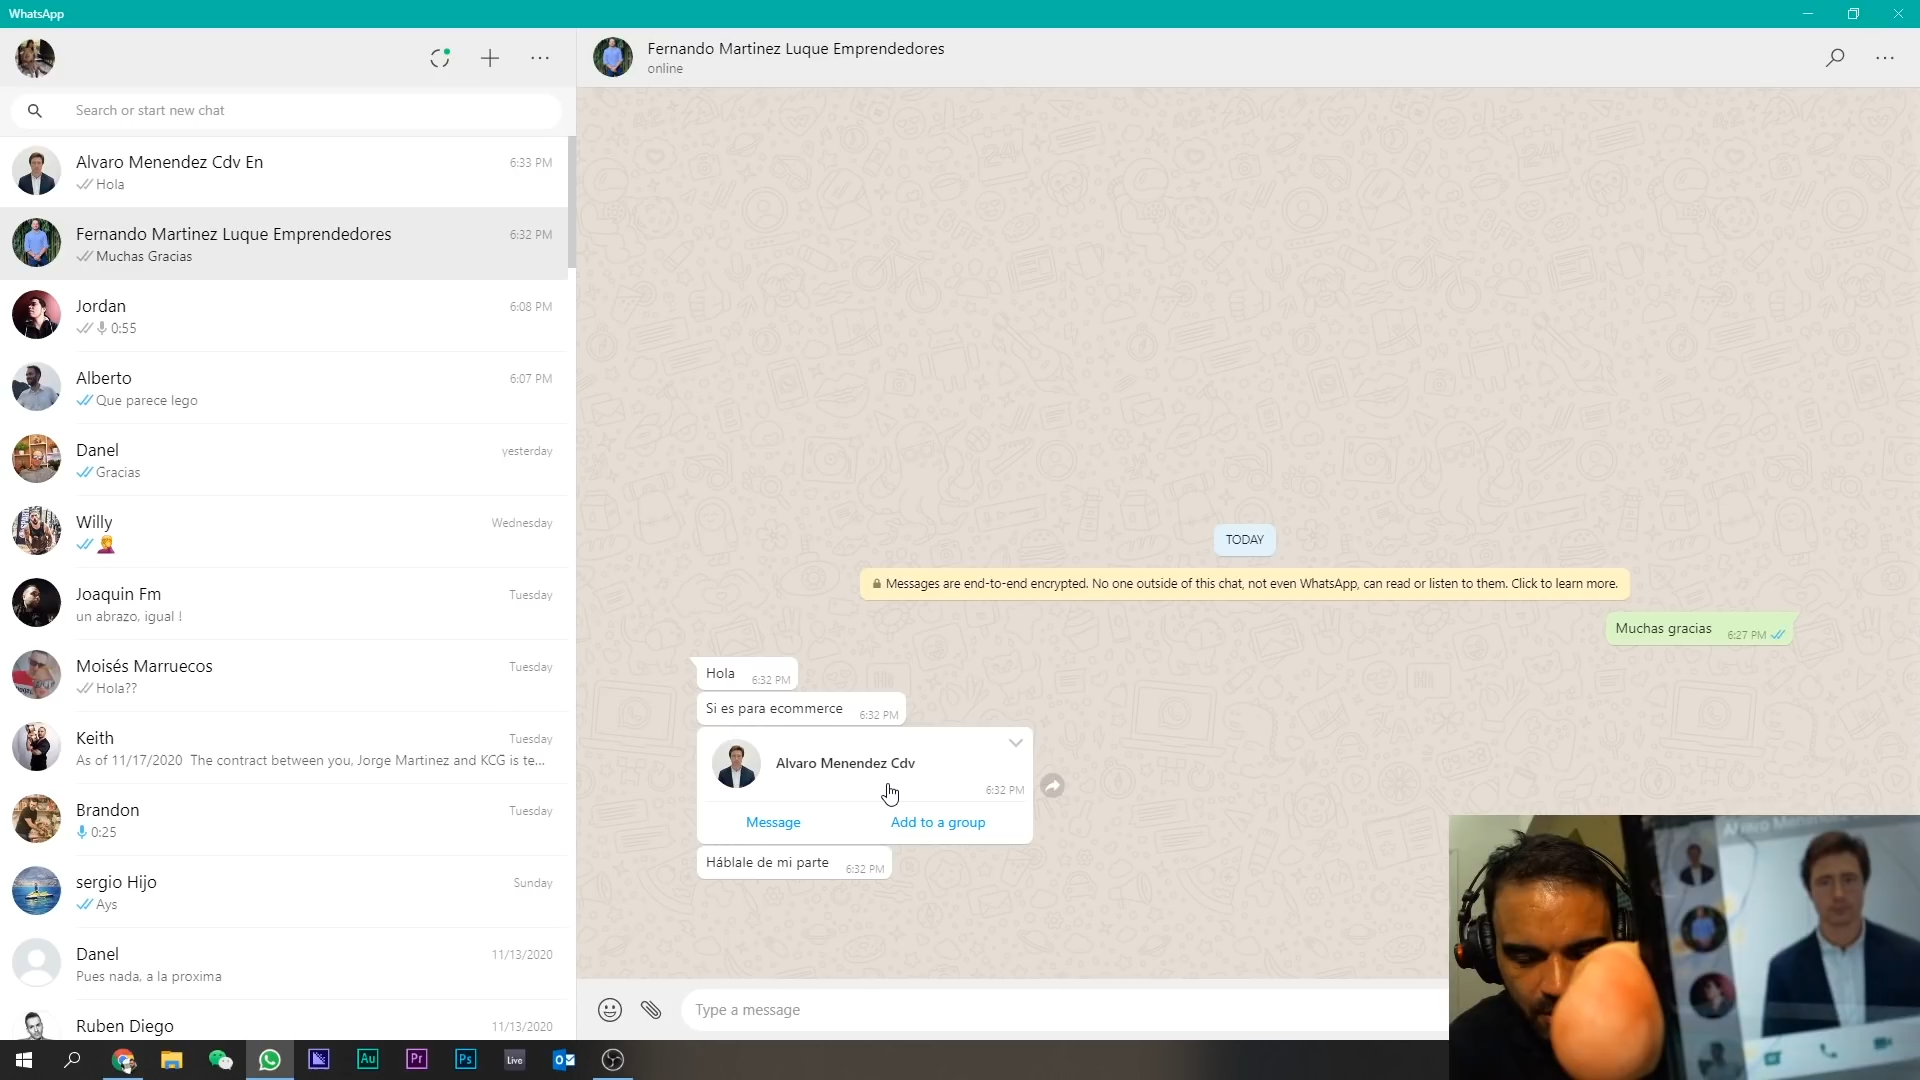 WhatsApp
Search or start new chat
Alvaro Menendez Cdv En
6:33 PM
Hola
Fernando Martinez Luque Emprendedores
6:32 PM
Muchas Gracias
Jordan
6:08 PM
0:55
Alberto
6:07 PM
Que parece lego
Danel
yesterday
Gracias
Willy
Wednesday
Joaquin Fm
Tuesday
un abrazo, igual !
Moisés Marruecos
Tuesday
Hola??
Keith
Tuesday
As of 11/17/2020 The contract between you, Jorge Martinez and KCG is te...
Brandon
Tuesday
0:25
sergio Hijo
Sunday
Ays
Danel
11/13/2020
Pues nada, a la proxima
Ruben Diego
11/13/2020
Fernando Martinez Luque Emprendedores
online
TODAY
Messages are end-to-end encrypted. No one outside of this chat, not even WhatsApp, can read or listen to them. Click to learn more.
Muchas gracias 6:27 PM
Hola 6:32 PM
Si es para ecommerce 6:32 PM
Alvaro Menendez Cdv
6:32 PM
Message Add to a group
Háblale de mi parte 6:32 PM
Type a message
Au
Pr
Ps
Live